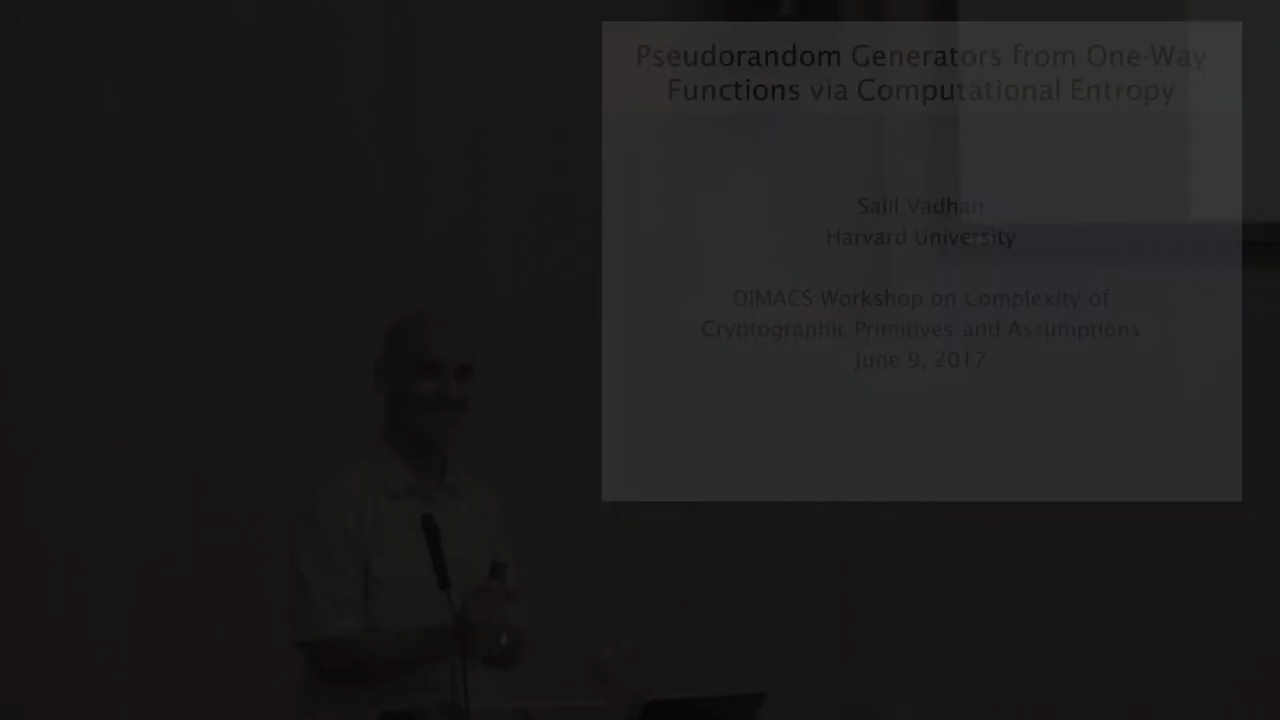 Pseudorandom Generators from One-Way
Functions via Computational Entropy
Salil Vadhan
Harvard University
DIMACS Workshop on Complexity of
Cryptographic Primitives and Assumptions
June 9, 2017